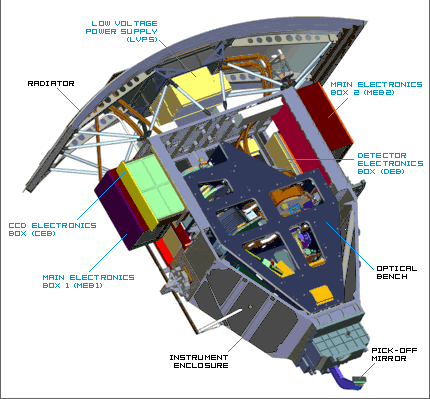 LOW VOLTAGE
POWER SUPPLY
(LVPS)
RADIATOR
MAIN ELECTRONICS
BOX 2 (MEB2)
DETECTOR
ELECTRONICS
BOX (DEB)
CCD ELECTRONICS
BOX (CEB)
MAIN ELECTRONICS
BOX 1 (MEB1)
OPTICAL
BENCH
INSTRUMENT
ENCLOSURE
PICK-OFF
MIRROR